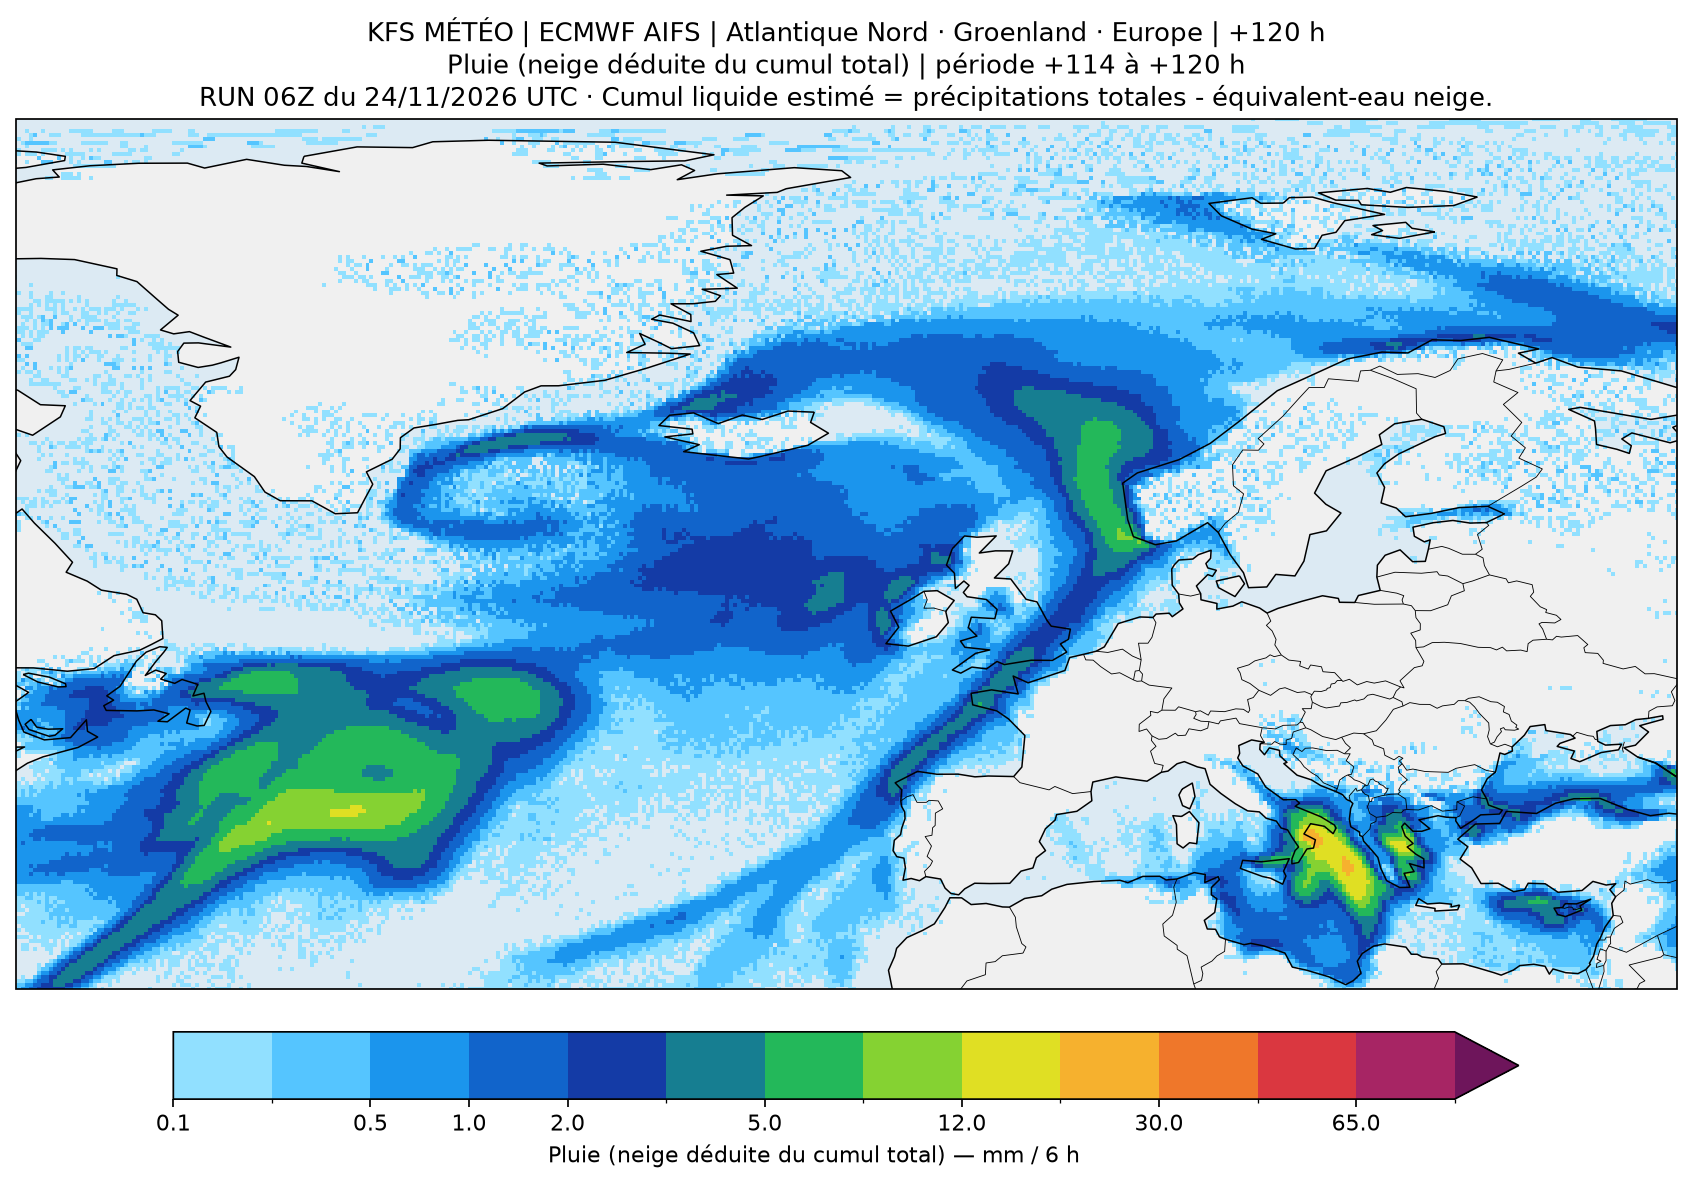 KFS MÉTÉO | ECMWF AIFS | Atlantique Nord · Groenland · Europe | +120 h
Pluie (neige déduite du cumul total) | période +114 à +120 h
RUN 06Z du 24/11/2026 UTC · Cumul liquide estimé = précipitations totales - équivalent-eau neige.
0.1 0.5 1.0 2.0 5.0 12.0 30.0 65.0
Pluie (neige déduite du cumul total) — mm / 6 h